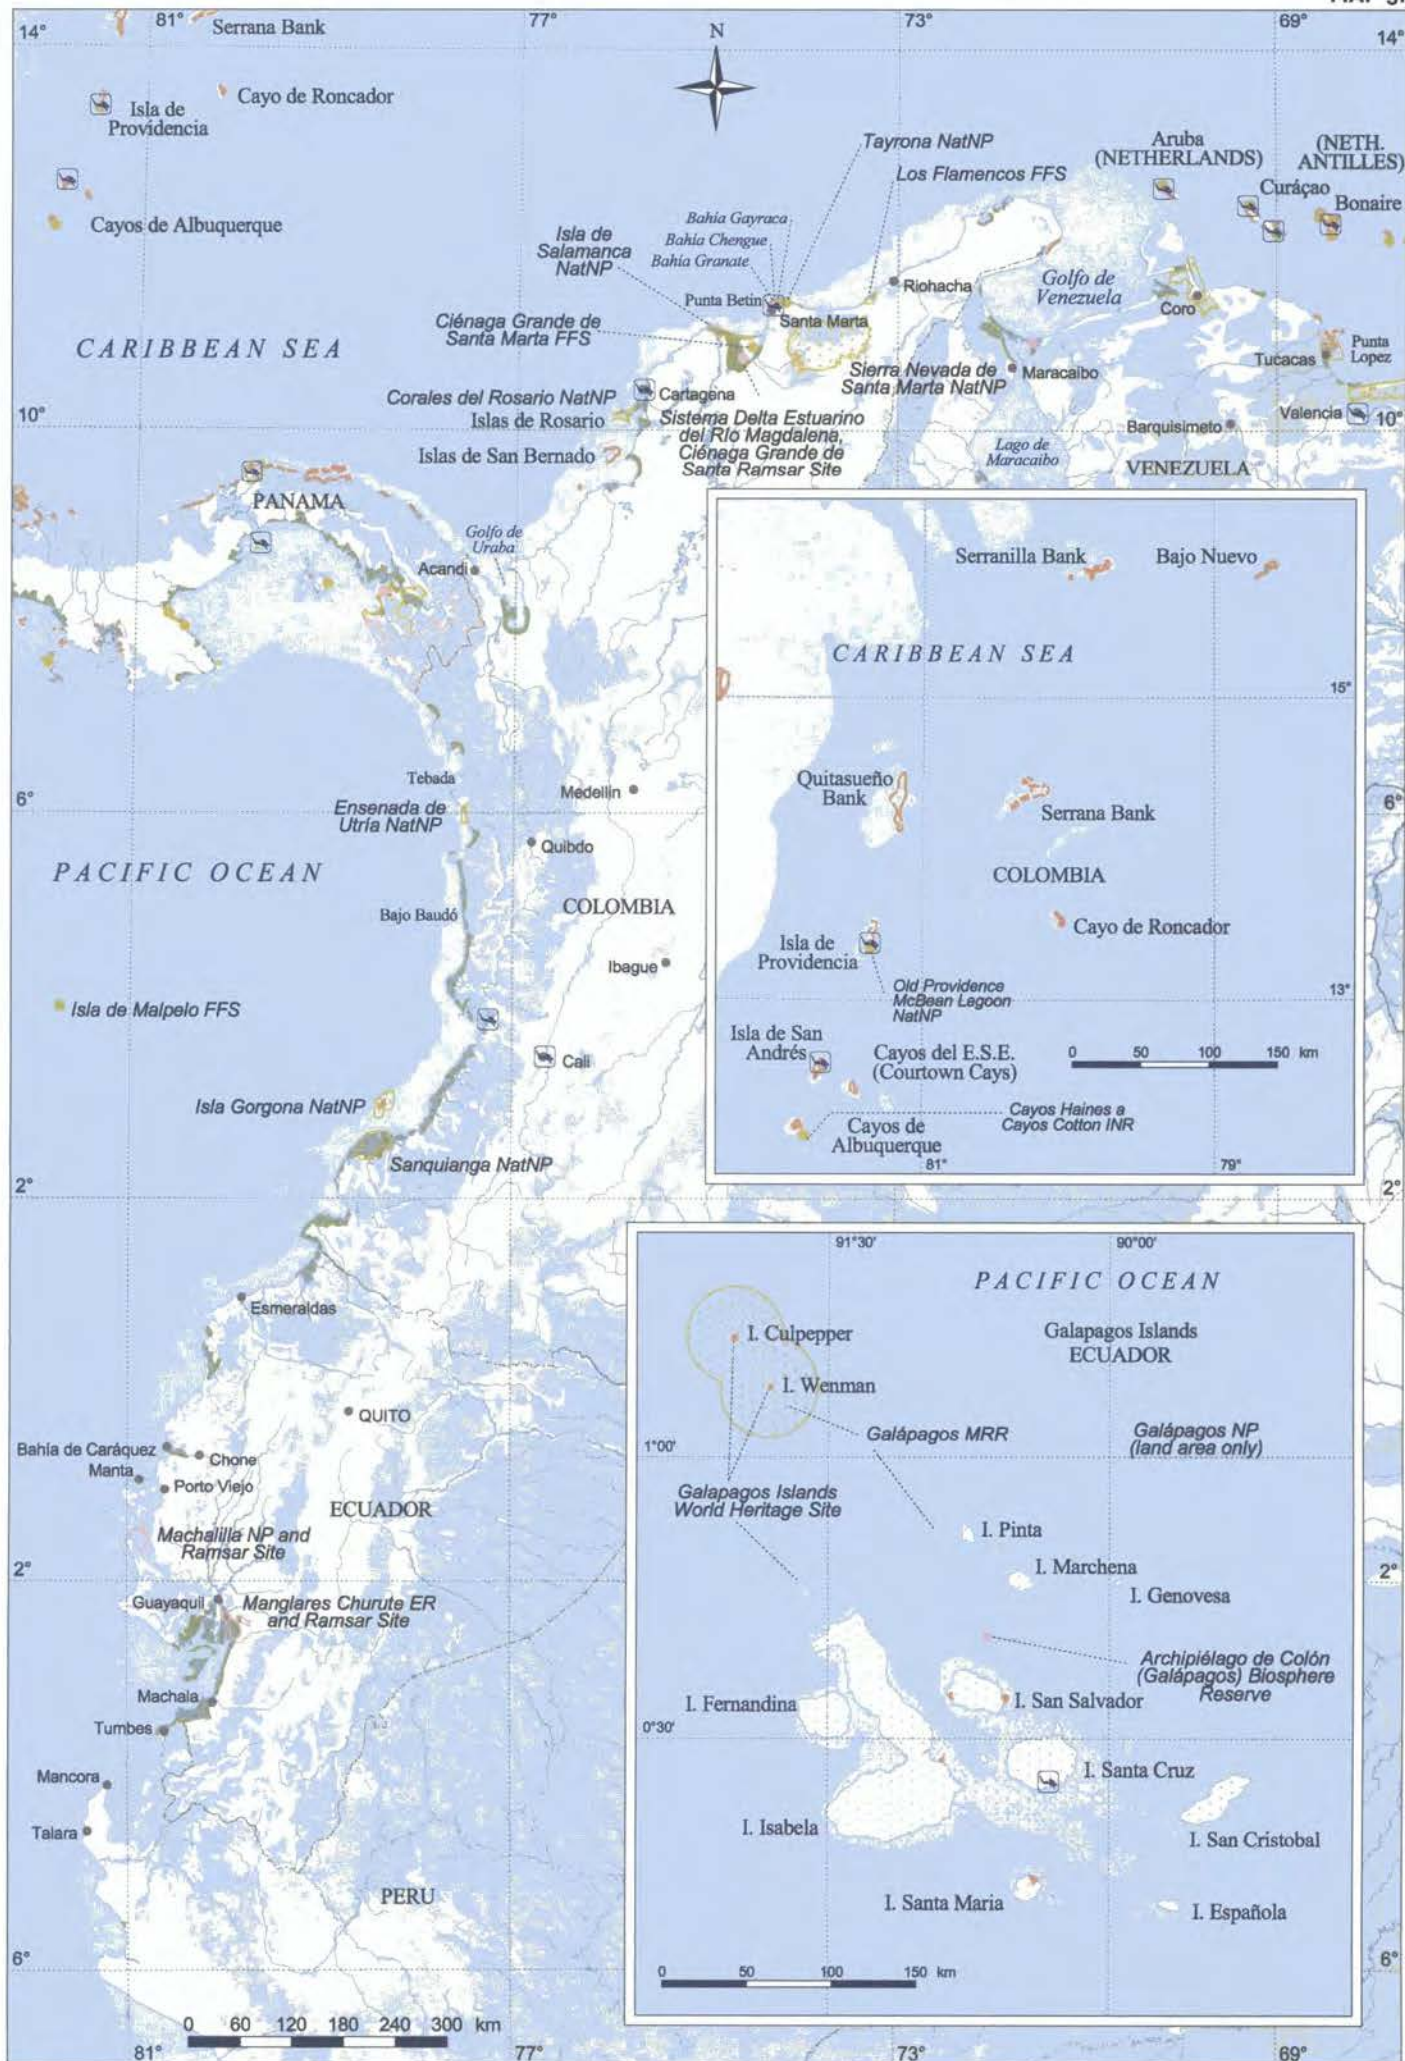 81°
77°
73°
69°
14°
14°
Serrana Bank
N
Cayo de Roncador
Isla de
Providencia
Cayos de Albuquerque
Tayrona NatNP
Los Flamencos FFS
Aruba
(NETHERLANDS)
(NETH.
ANTILLES)
Curáçao
Bonaire
Isla de
Salamanca
NatNP
Bahía Gayraca
Bahía Chengue
Bahía Granate
Punta Betin
Santa Marta
Riohacha
Golfo de
Venezuela
Coro
Ciénaga Grande de
Santa Marta FFS
CARIBBEAN SEA
Punta
Lopez
Tucacas
Sierra Nevada de
Santa Marta NatNP
Maracaibo
Corales del Rosario NatNP
Cartagena
Islas de Rosario
Valencia
10°
10°
Barquisimeto
Sistema Delta Estuarino
del Río Magdalena,
Ciénaga Grande de
Santa Ramsar Site
Islas de San Bernado
Lago de
Maracaibo
VENEZUELA
PANAMA
Golfo de
Uraba
Acandi
Serranilla Bank
Bajo Nuevo
CARIBBEAN SEA
15°
Quitasueño
Bank
Serrana Bank
COLOMBIA
Cayo de Roncador
Isla de
Providencia
Old Providence
McBean Legoon
NatNP
13°
Isla de San
Andrés
Cayos del E.S.E.
(Courtown Cays)
0 50 100 150 km
Cayos Haines a
Cayos Cotton INR
Cayos de
Albuquerque
81°
79°
Tebada
Medellin
6°
6°
Ensenada de
Utría NatNP
Quibdo
PACIFIC OCEAN
COLOMBIA
Bajo Baudó
Ibague
Isla de Malpelo FFS
Cali
Isla Gorgona NatNP
Sanquianga NatNP
2°
2°
91°30'
90°00'
PACIFIC OCEAN
I. Culpepper
Galapagos Islands
ECUADOR
I. Wenman
Galápagos MRR
Galápagos NP
(land area only)
1°00'
Galapagos Islands
World Heritage Site
I. Pinta
I. Marchena
I. Genovesa
Archipiélago de Colón
(Galápagos) Biosphere
Reserve
I. Fernandina
I. San Salvador
0°30'
I. Santa Cruz
I. Isabela
I. San Cristobal
I. Santa Maria
I. Española
0 50 100 150 km
Esmeraldas
QUITO
Bahía de Caráquez
Chone
Manta
Porto Viejo
ECUADOR
Machalilla NP and
Ramsar Site
2°
2°
Guayaquil
Manglares Churute ER
and Ramsar Site
Machala
Tumbes
Mancora
Talara
PERU
6°
6°
0 60 120 180 240 300 km
81°
77°
73°
69°